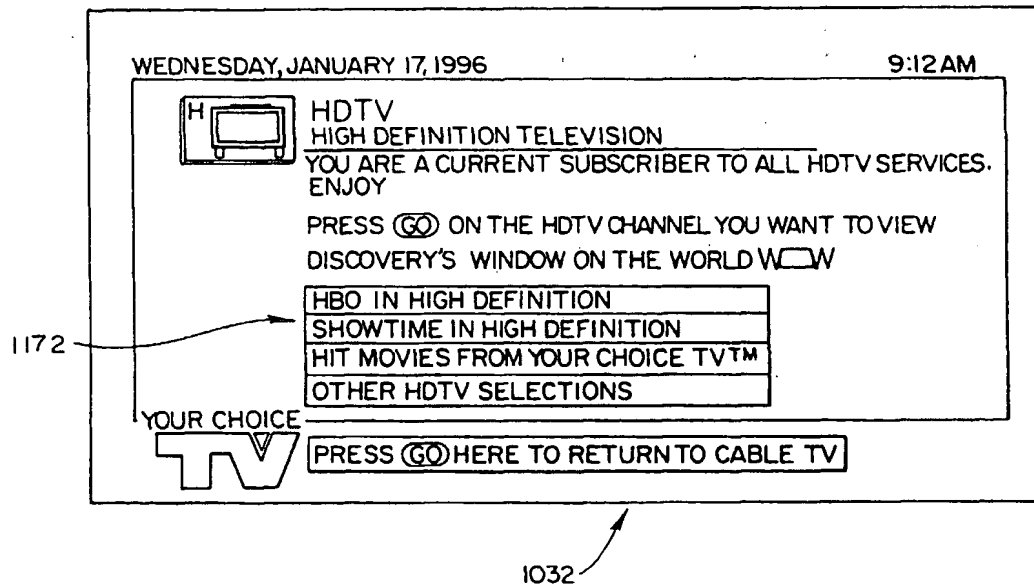 WEDNESDAY, JANUARY 17, 1996 9:12 AM
H
HDTV
HIGH DEFINITION TELEVISION
YOU ARE A CURRENT SUBSCRIBER TO ALL HDTV SERVICES.
ENJOY
PRESS GO ON THE HDTV CHANNEL YOU WANT TO VIEW
DISCOVERY'S WINDOW ON THE WORLD WOW
HBO IN HIGH DEFINITION
SHOWTIME IN HIGH DEFINITION
HIT MOVIES FROM YOUR CHOICE TV™
OTHER HDTV SELECTIONS
1172
YOUR CHOICE
TV
PRESS GO HERE TO RETURN TO CABLE TV
1032